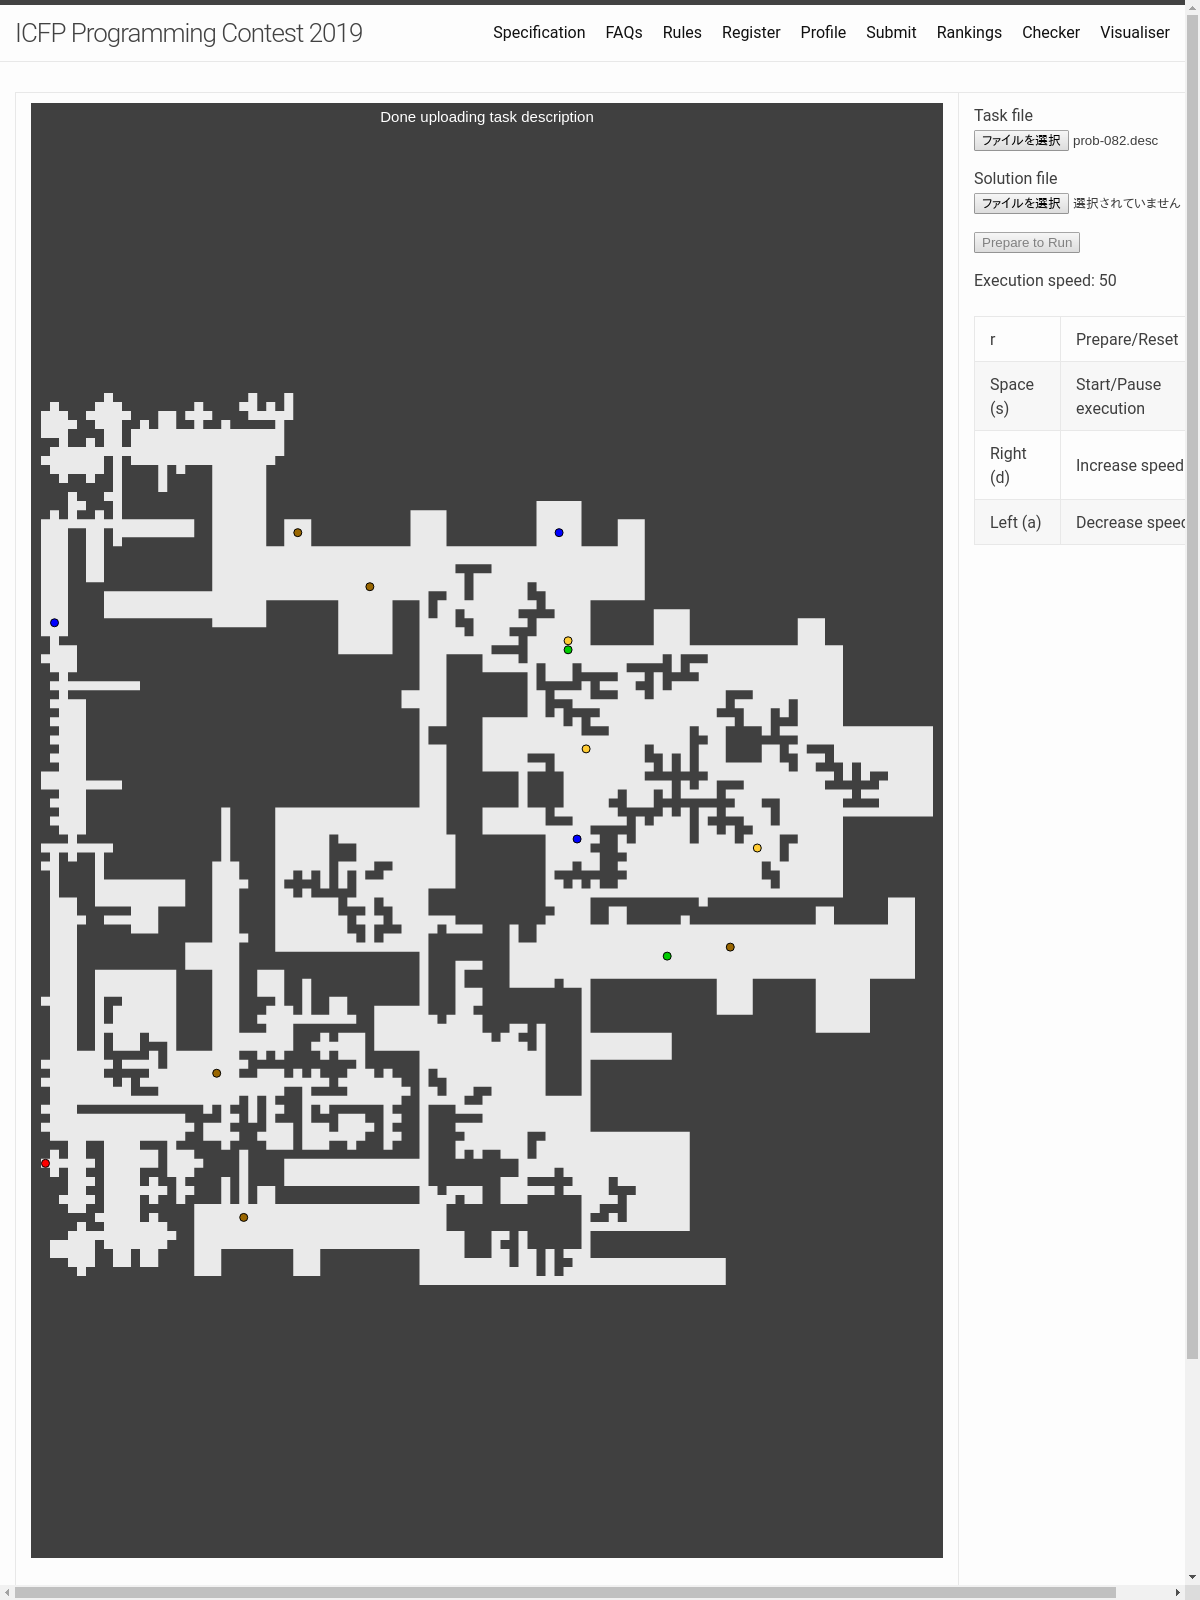 ICFP Programming Contest 2019
Specification FAQs Rules Register Profile Submit Rankings Checker Visualiser
Done uploading task description
Task file
ファイルを選択 prob-082.desc
Solution file
ファイルを選択 選択されていません
Prepare to Run
Execution speed: 50
r Prepare/Reset
Space Start/Pause
(s) execution
Right Increase speed
(d)
Left (a) Decrease speed